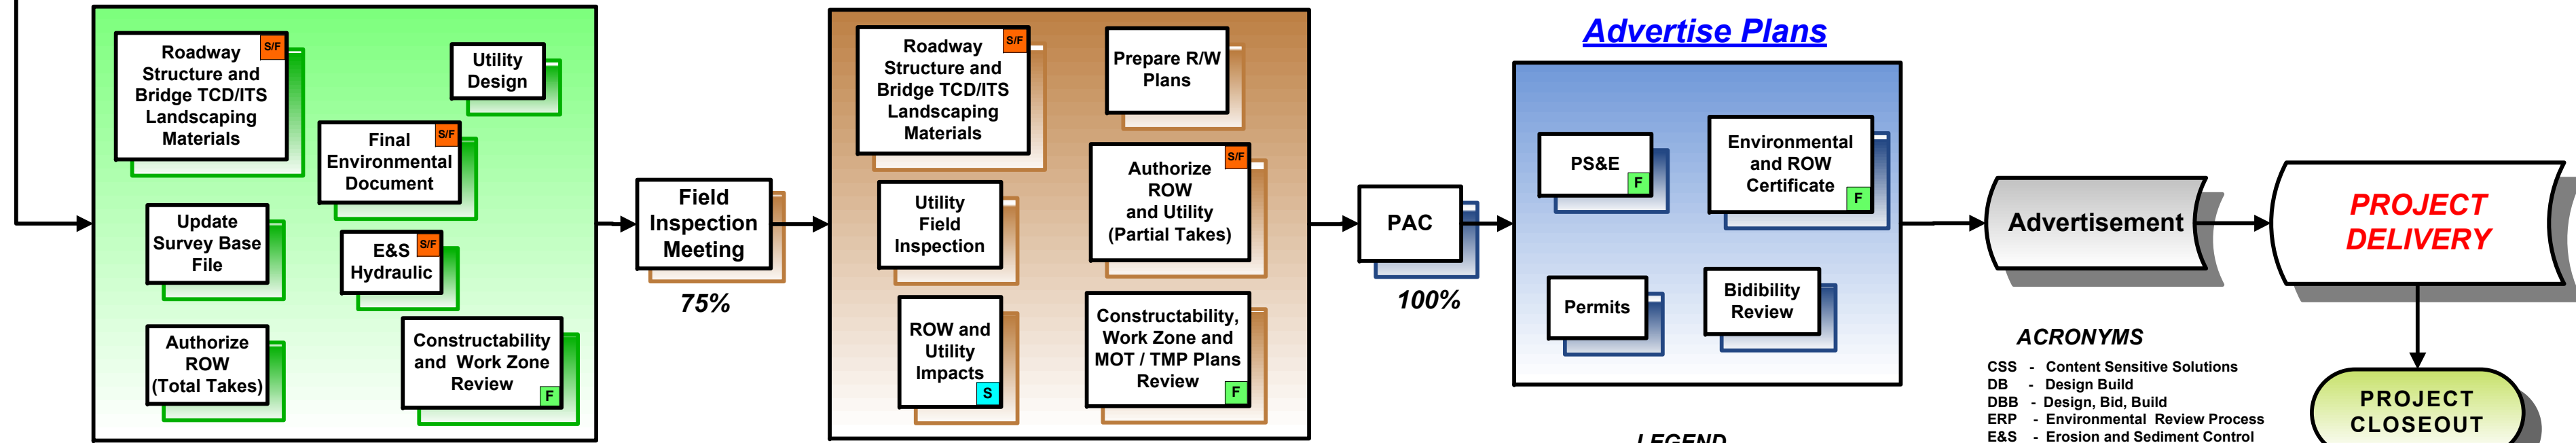 Roadway
Structure and
Bridge TCD/ITS
Landscaping
Materials
S/F
Utility
Design
Final
Environmental
Document
S/F
Update
Survey Base
File
E&S
Hydraulic
S/F
Authorize
ROW
(Total Takes)
Constructability
and Work Zone
Review
F
Field
Inspection
Meeting
75%
Roadway
Structure and
Bridge TCD/ITS
Landscaping
Materials
S/F
Prepare R/W
Plans
Utility
Field
Inspection
Authorize
ROW
and Utility
(Partial Takes)
S/F
ROW and
Utility
Impacts
S
Constructability,
Work Zone and
MOT / TMP Plans
Review
F
PAC
100%
Advertise Plans
PS&E
F
Environmental
and ROW
Certificate
F
Permits
Bidibility
Review
Advertisement
PROJECT
DELIVERY
PROJECT
CLOSEOUT
ACRONYMS
CSS - Content Sensitive Solutions
DB - Design Build
DBB - Design, Bid, Build
ERP - Environmental Review Process
E&S - Erosion and Sediment Control
LEGEND